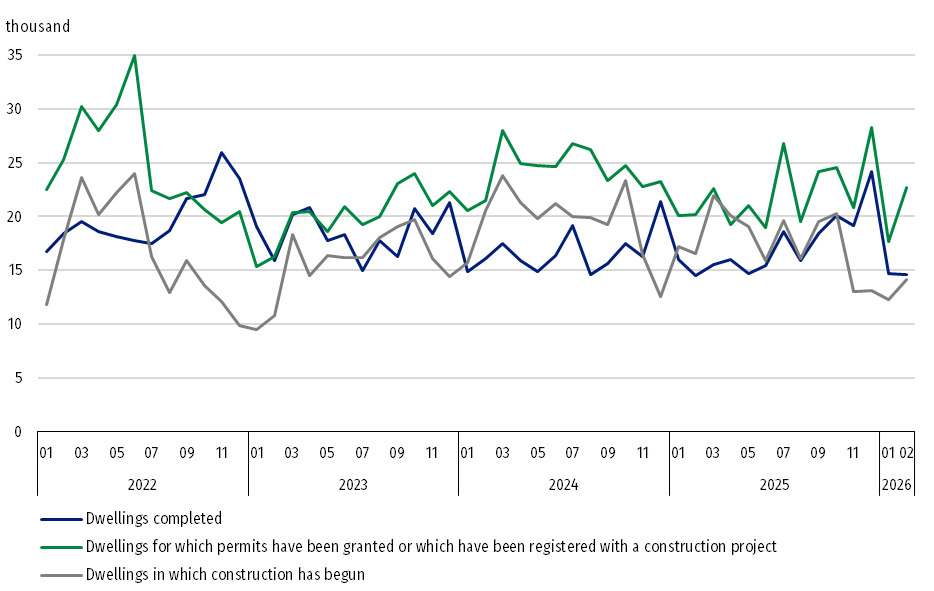 thousand
35
30
25
20
15
10
5
0
01 03 05 07 09 11 01 03 05 07 09 11 01 03 05 07 09 11 01 03 05 07 09 11 01 02
2022 2023 2024 2025 2026
Dwellings completed
Dwellings for which permits have been granted or which have been registered with a construction project
Dwellings in which construction has begun